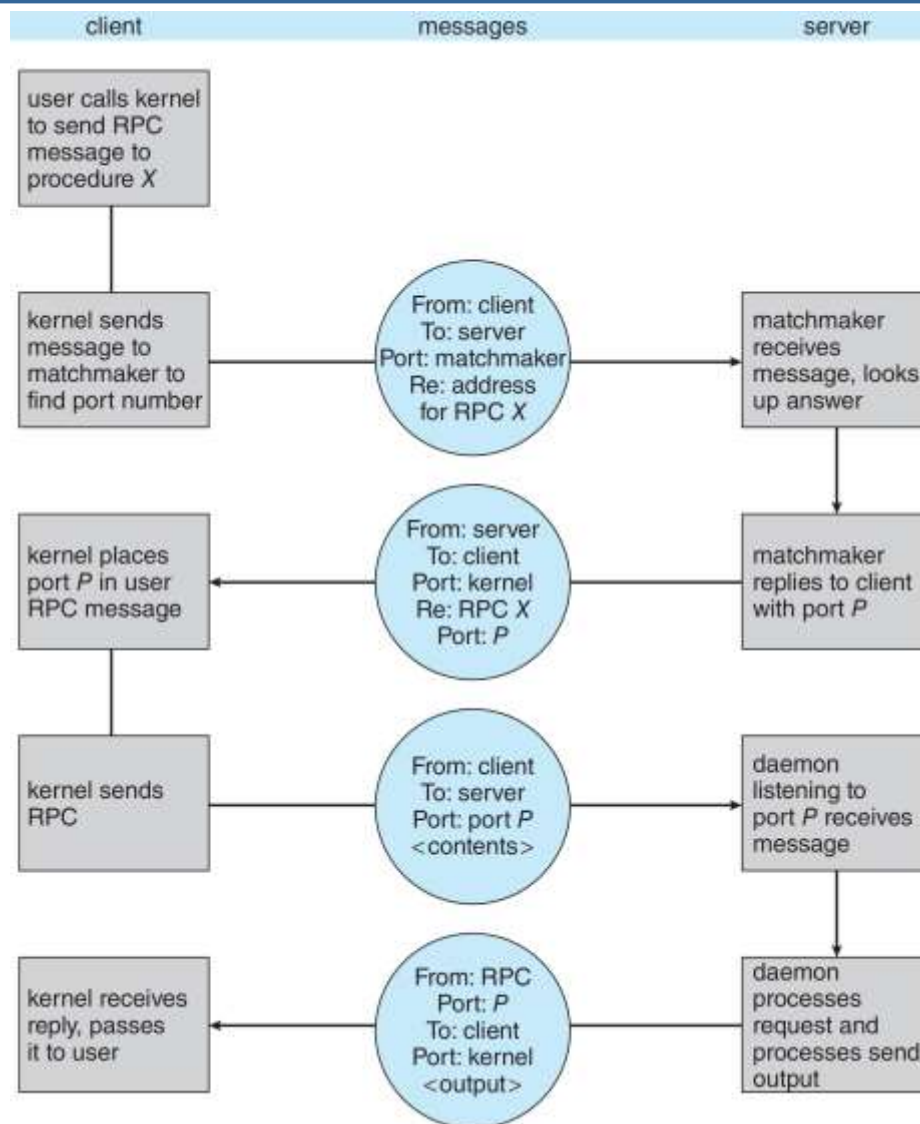 client messages server
user calls kernel
to send RPC
message to
procedure X
kernel sends
message to
matchmaker to
find port number
From: client
To: server
Port: matchmaker
Re: address
for RPC X
matchmaker
receives
message, looks
up answer
kernel places
port P in user
RPC message
From: server
To: client
Port: kernel
Re: RPC X
Port: P
matchmaker
replies to client
with port P
kernel sends
RPC
From: client
To: server
Port: port P
<contents>
daemon
listening to
port P receives
message
kernel receives
reply, passes
it to user
From: RPC
Port: P
To: client
Port: kernel
<output>
daemon
processes
request and
processes send
output